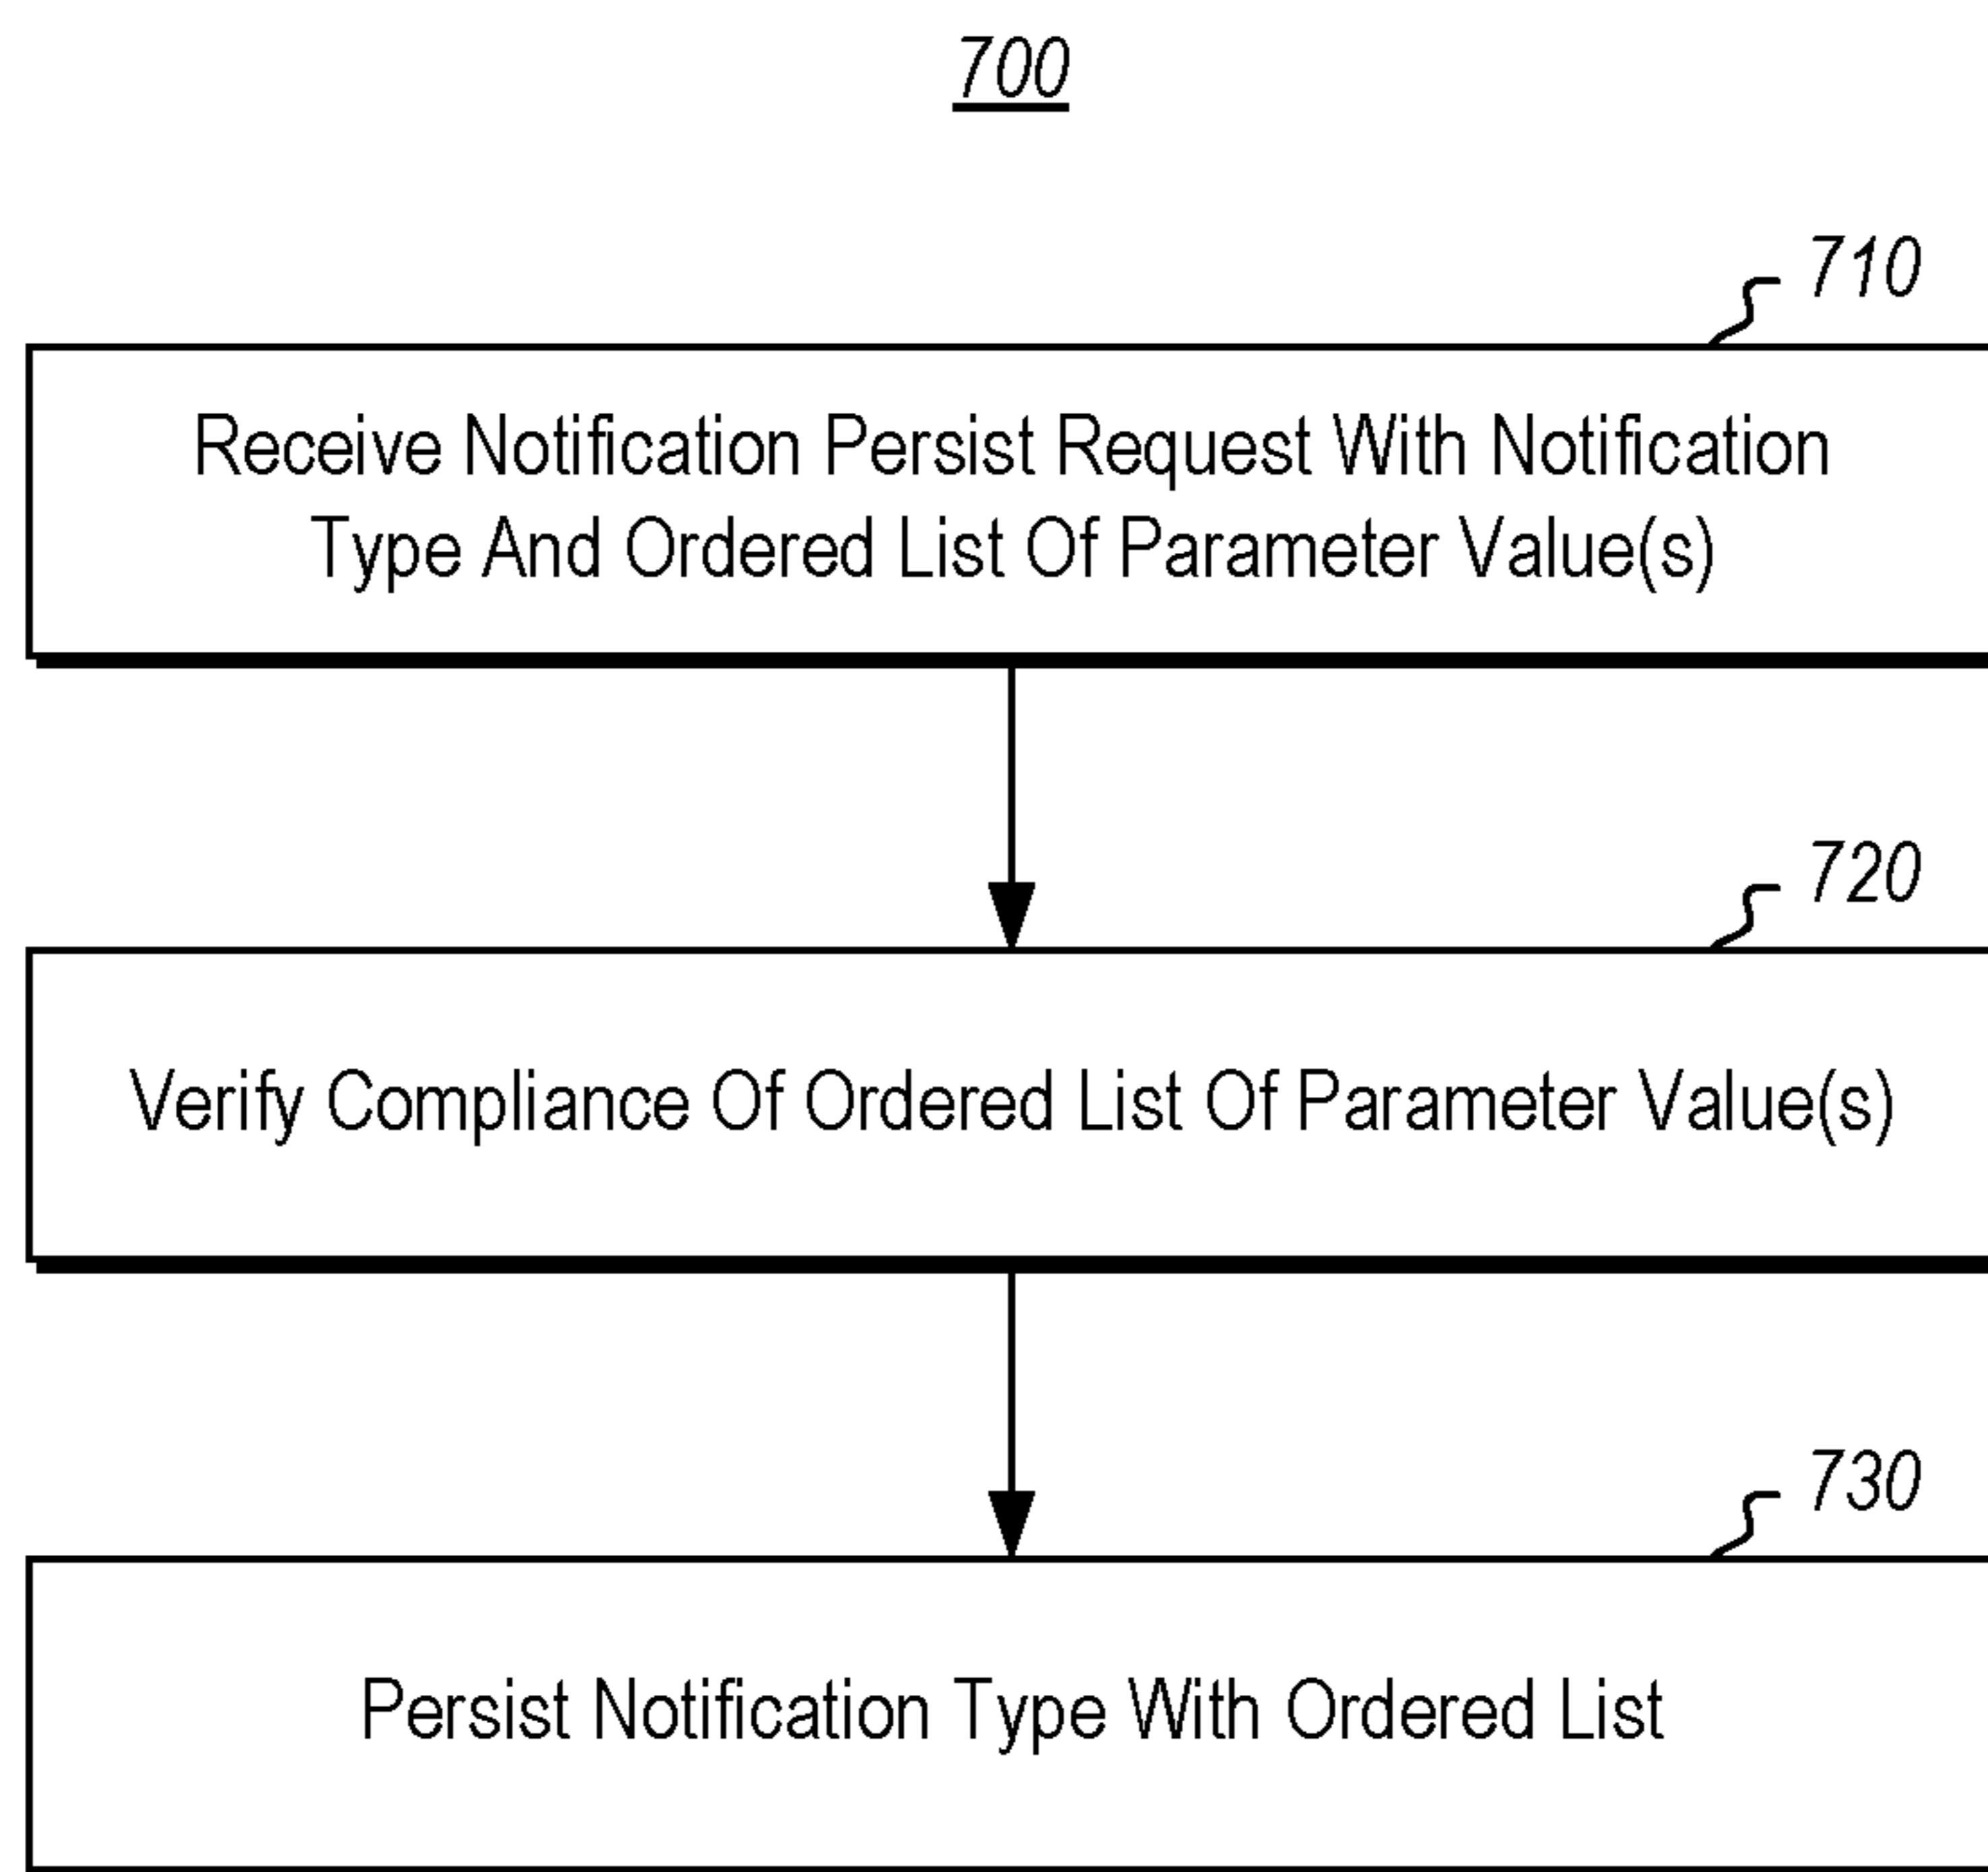 700
710
Receive Notification Persist Request With Notification
Type And Ordered List Of Parameter Value(s)
720
Verify Compliance Of Ordered List Of Parameter Value(s)
730
Persist Notification Type With Ordered List